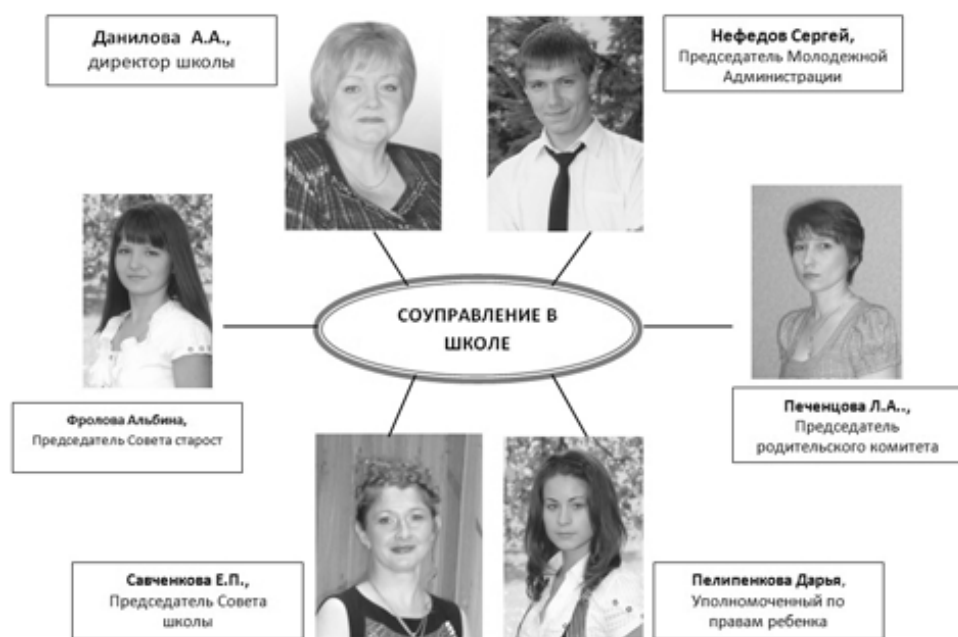 Данилова А.А.,
директор школы
Нефедов Сергей,
Председатель Молодежной
Администрации
СОУПРАВЛЕНИЕ В
ШКОЛЕ
Фролова Альбина,
Председатель Совета старост
Печенцова Л.А..,
Председатель
родительского комитета
Савченкова Е.П.,
Председатель Совета
школы
Пелипенкова Дарья,
Уполномоченный по
правам ребенка